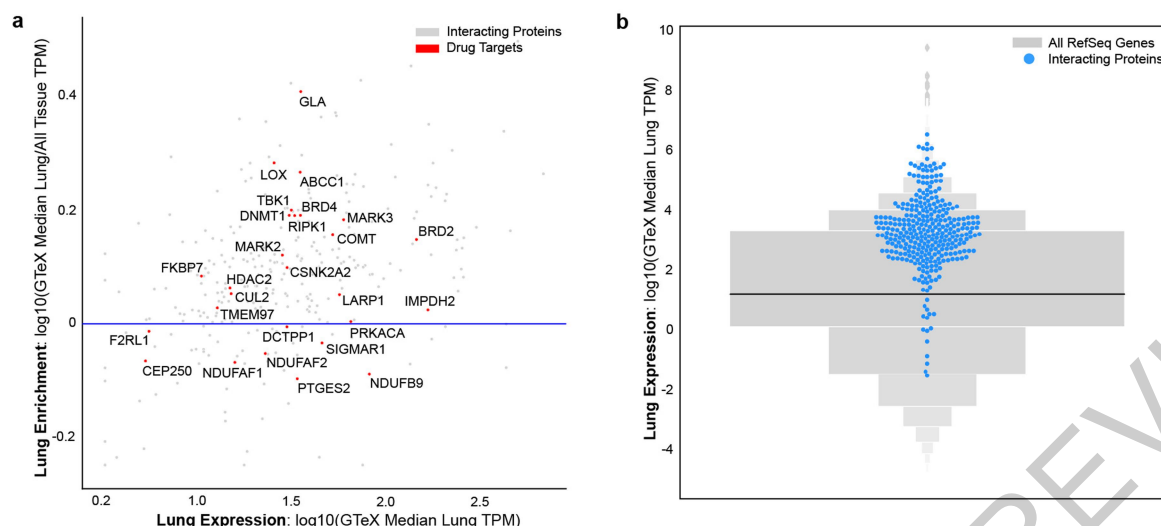 a
Interacting Proteins
Drug Targets
Lung Enrichment: log10(GTeX Median Lung/All Tissue TPM)
0.4
0.2
0
-0.2
GLA
LOX
ABCC1
TBK1
BRD4
DNMT1
RIPK1
MARK3
COMT
BRD2
MARK2
FKBP7
CSNK2A2
HDAC2
CUL2
LARP1
IMPDH2
TMEM97
F2RL1
DCTPP1
PRKACA
SIGMAR1
CEP250
NDUFAF1
NDUFAF2
PTGES2
NDUFB9
0.2 1.0 1.5 2.0 2.5
Lung Expression: log10(GTeX Median Lung TPM)
b
All RefSeq Genes
Interacting Proteins
Lung Expression: log10(GTeX Median Lung TPM)
10
8
6
4
2
0
-2
-4